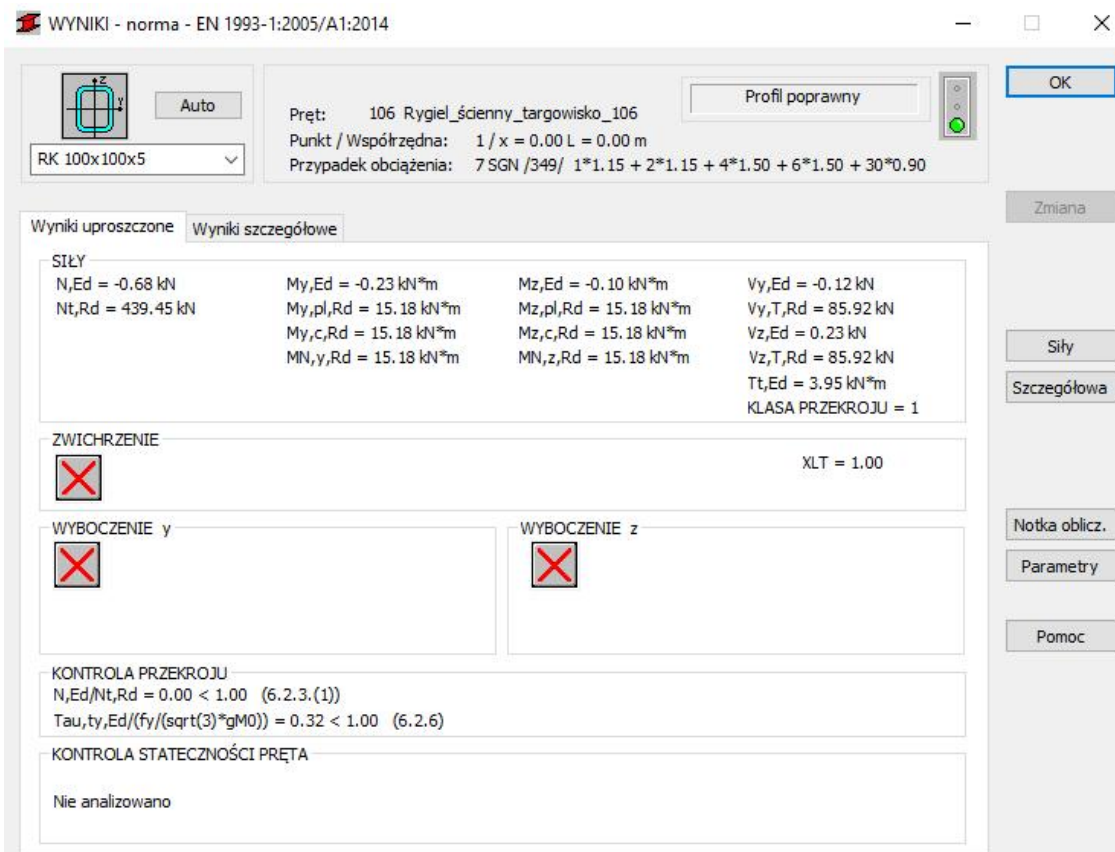 WYNIKI - norma - EN 1993-1:2005/A1:2014
z
y
Auto
RK 100x100x5
Pręt: 106 Rygiel_ścienny_targowisko_106
Profil poprawny
Punkt / Współrzędna: 1 / x = 0.00 L = 0.00 m
Przypadek obciążenia: 7 SGN /349/ 1*1.15 + 2*1.15 + 4*1.50 + 6*1.50 + 30*0.90
OK
Zmiana
Siły
Szczegółowa
Notka oblicz.
Parametry
Pomoc
Wyniki uproszczone
Wyniki szczegółowe
SIŁY
N,Ed = -0.68 kN My,Ed = -0.23 kN*m Mz,Ed = -0.10 kN*m Vy,Ed = -0.12 kN
Nt,Rd = 439.45 kN My,pl,Rd = 15.18 kN*m Mz,pl,Rd = 15.18 kN*m Vy,T,Rd = 85.92 kN
My,c,Rd = 15.18 kN*m Mz,c,Rd = 15.18 kN*m Vz,Ed = 0.23 kN
MN,y,Rd = 15.18 kN*m MN,z,Rd = 15.18 kN*m Vz,T,Rd = 85.92 kN
Tt,Ed = 3.95 kN*m
KLASA PRZEKROJU = 1
ZWICHRZENIE
XLT = 1.00
WYBOCZENIE y
WYBOCZENIE z
KONTROLA PRZEKROJU
N,Ed/Nt,Rd = 0.00 < 1.00 (6.2.3.(1))
Tau,ty,Ed/(fy/(sqrt(3)*gM0)) = 0.32 < 1.00 (6.2.6)
KONTROLA STATECZNOŚCI PRĘTA
Nie analizowano